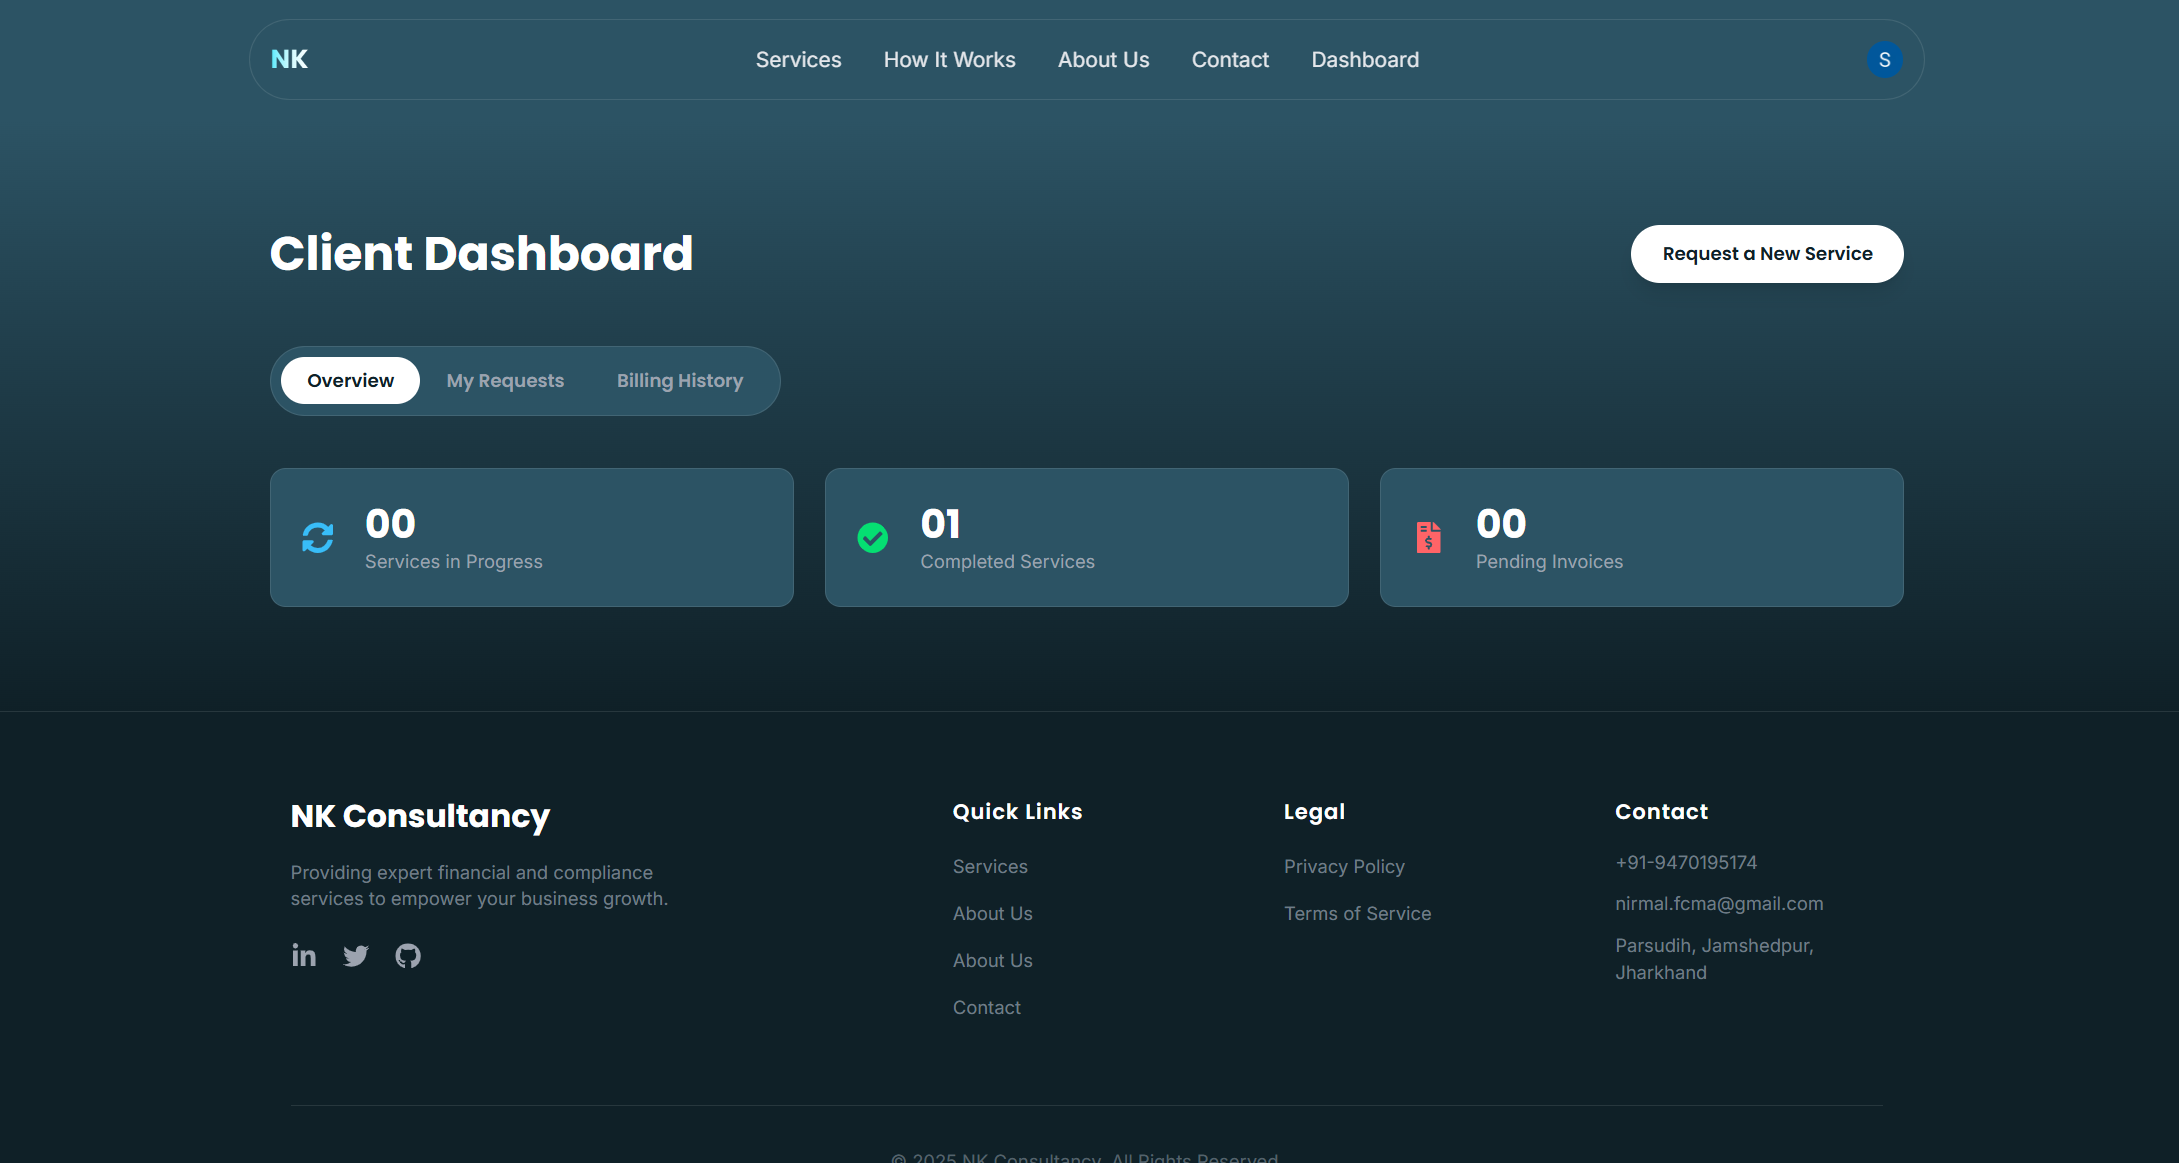 NK
Services
How It Works
About Us
Contact
Dashboard
S
Client Dashboard
Request a New Service
Overview
My Requests
Billing History
00
Services in Progress
01
Completed Services
$
00
Pending Invoices
NK Consultancy
Providing expert financial and compliance
services to empower your business growth.
in
Quick Links
Services
About Us
About Us
Contact
Legal
Privacy Policy
Terms of Service
Contact
+91-9470195174
nirmal.fcma@gmail.com
Parsudih, Jamshedpur,
Jharkhand
© 2025 NK Consultancy. All Rights Reserved